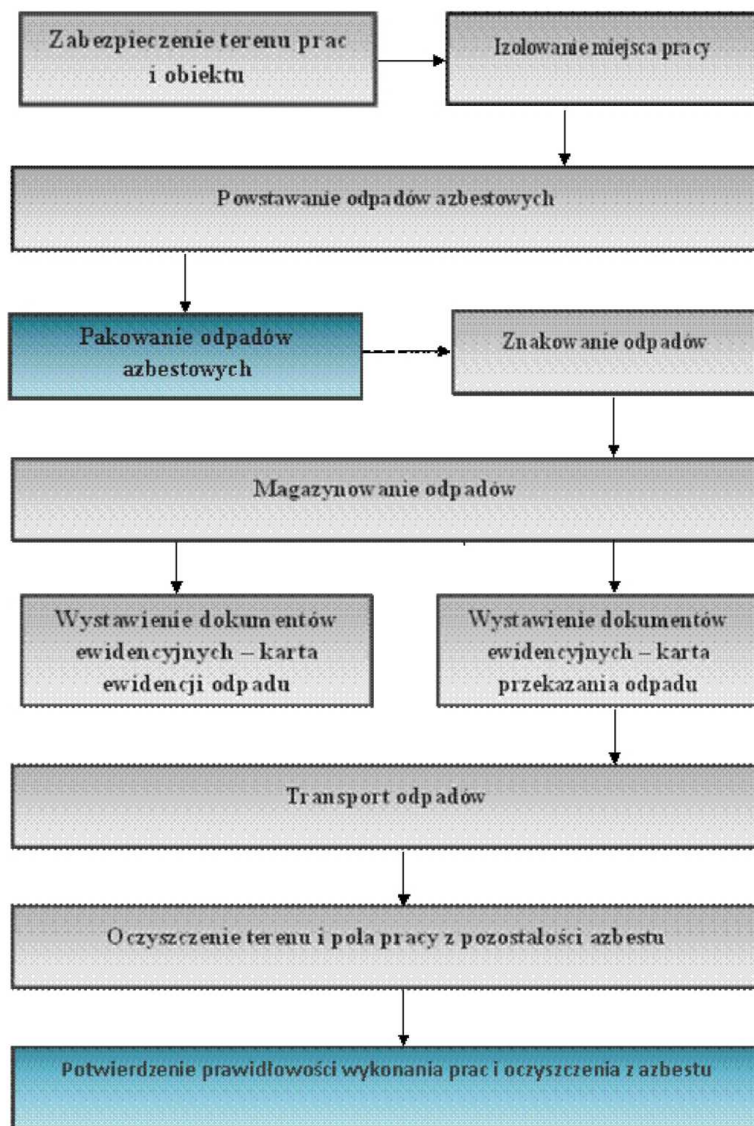 Zabezpieczenie terenu prac
i obiektu
Izolowanie miejsca pracy
Powstawanie odpadów azbestowych
Pakowanie odpadów
azbestowych
Znakowanie odpadów
Magazynowanie odpadów
Wystawienie dokumentów
ewidencyjnych – karta
ewidencji odpadu
Wystawienie dokumentów
ewidencyjnych – karta
przekazania odpadu
Transport odpadów
Oczyszczenie terenu i pola pracy z pozostalości azbestu
Potwierdzenie prawidłowości wykonania prac i oczyszczenia z azbestu